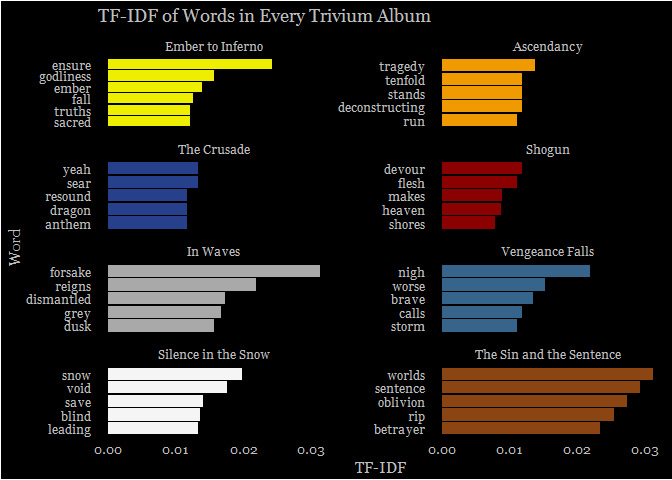 TF-IDF of Words in Every Trivium Album
Ember to Inferno
ensure
godliness
ember
fall
truths
sacred
Ascendancy
tragedy
tenfold
stands
deconstructing
run
The Crusade
yeah
sear
resound
dragon
anthem
Shogun
devour
flesh
makes
heaven
shores
In Waves
forsake
reigns
dismantled
grey
dusk
Vengeance Falls
nigh
worse
brave
calls
storm
Silence in the Snow
snow
void
save
blind
leading
The Sin and the Sentence
worlds
sentence
oblivion
rip
betrayer
0.00 0.01 0.02 0.03
0.00 0.01 0.02 0.03
Word
TF-IDF